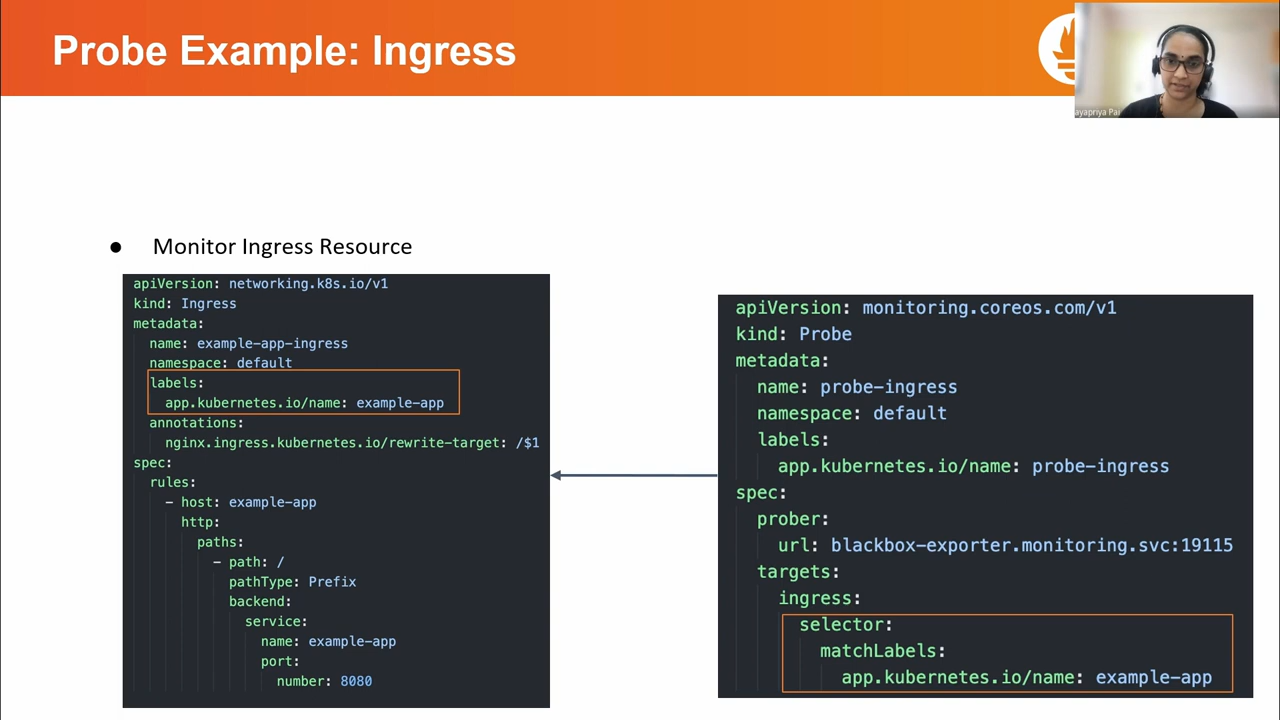 Probe Example: Ingress
ayapriya Pai
● Monitor Ingress Resource
apiVersion: networking.k8s.io/v1
kind: Ingress
metadata:
  name: example-app-ingress
  namespace: default
  labels:
    app.kubernetes.io/name: example-app
  annotations:
    nginx.ingress.kubernetes.io/rewrite-target: /$1
spec:
  rules:
    - host: example-app
      http:
        paths:
          - path: /
            pathType: Prefix
            backend:
              service:
                name: example-app
                port:
                  number: 8080
apiVersion: monitoring.coreos.com/v1
kind: Probe
metadata:
  name: probe-ingress
  namespace: default
  labels:
    app.kubernetes.io/name: probe-ingress
spec:
  prober:
    url: blackbox-exporter.monitoring.svc:19115
  targets:
    ingress:
      selector:
        matchLabels:
          app.kubernetes.io/name: example-app